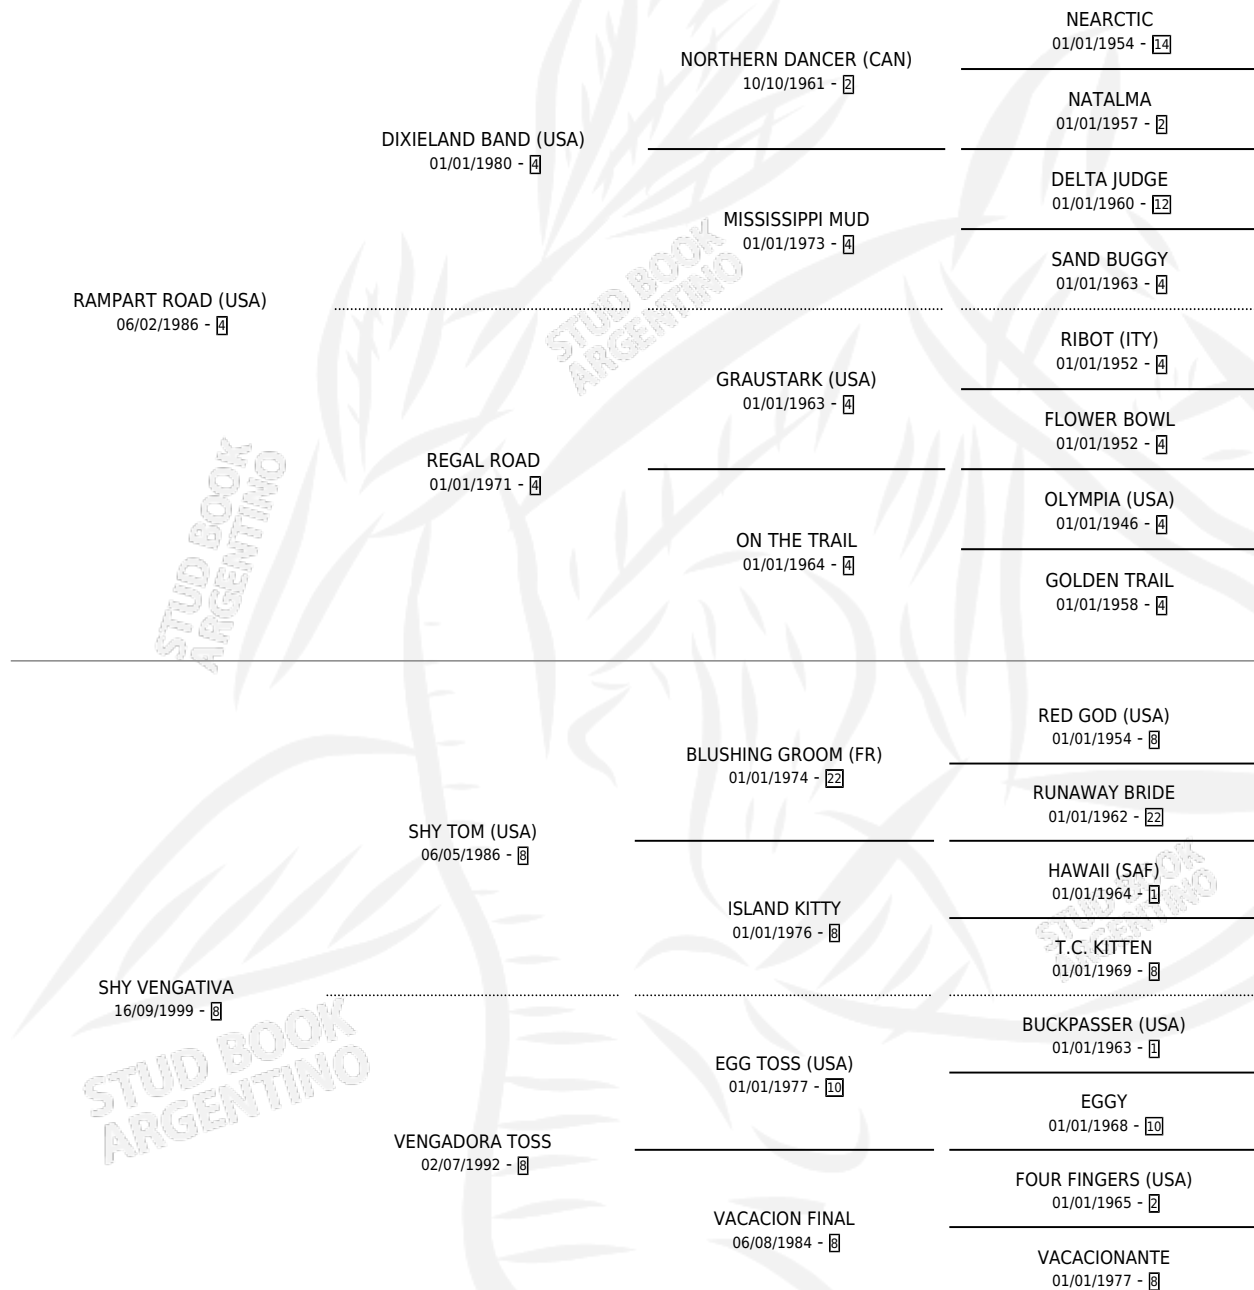 NEARCTIC
01/01/1954 - 14
NORTHERN DANCER (CAN)
10/10/1961 - 2
NATALMA
01/01/1957 - 2
DIXIELAND BAND (USA)
01/01/1980 - 4
DELTA JUDGE
01/01/1960 - 12
MISSISSIPPI MUD
01/01/1973 - 4
SAND BUGGY
01/01/1963 - 4
RAMPART ROAD (USA)
06/02/1986 - 4
STUD BOOK
ARGENTINO
RIBOT (ITY)
01/01/1952 - 4
GRAUSTARK (USA)
01/01/1963 - 4
FLOWER BOWL
01/01/1952 - 4
REGAL ROAD
01/01/1971 - 4
OLYMPIA (USA)
01/01/1946 - 4
ON THE TRAIL
01/01/1964 - 4
GOLDEN TRAIL
01/01/1958 - 4
STUD BOOK
ARGENTINO
RED GOD (USA)
01/01/1954 - 8
BLUSHING GROOM (FR)
01/01/1974 - 22
RUNAWAY BRIDE
01/01/1962 - 22
SHY TOM (USA)
06/05/1986 - 8
HAWAII (SAF)
01/01/1964 - 1
ISLAND KITTY
01/01/1976 - 8
STUD BOOK
ARGENTINO
T.C. KITTEN
01/01/1969 - 8
SHY VENGATIVA
16/09/1999 - 8
BUCKPASSER (USA)
01/01/1963 - 1
EGG TOSS (USA)
01/01/1977 - 10
EGGY
01/01/1968 - 10
STUD BOOK
ARGENTINO
VENGADORA TOSS
02/07/1992 - 8
FOUR FINGERS (USA)
01/01/1965 - 2
VACACION FINAL
06/08/1984 - 8
VACACIONANTE
01/01/1977 - 8